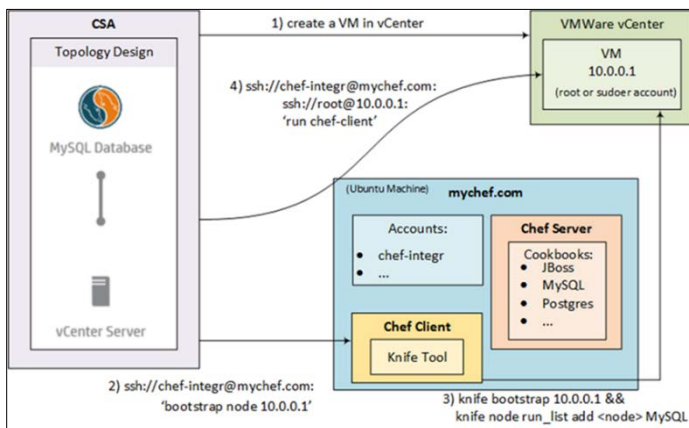 CSA
Topology Design
MySQL Database
vCenter Server
1) create a VM in vCenter
VMWare vCenter
VM
10.0.0.1
(root or sudoer account)
4) ssh://chef-integr@mychef.com:
ssh://root@10.0.0.1:
'run chef-client'
(Ubuntu Machine)
mychef.com
Accounts:
• chef-integr
• ...
Chef Server
Cookbooks:
• JBoss
• MySQL
• Postgres
• ...
Chef Client
Knife Tool
2) ssh://chef-integr@mychef.com:
'bootstrap node 10.0.0.1'
3) knife bootstrap 10.0.0.1 &&
knife node run_list add <node> MySQL